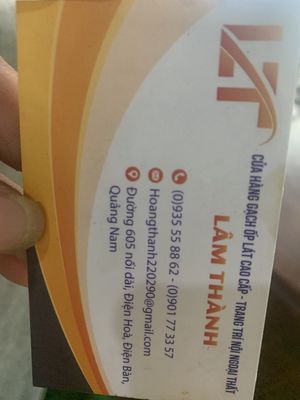 LT
CỬA HÀNG GẠCH ỐP LÁT CAO CẤP - TRANG TRÍ NỘI NGOẠI THẤT
LÂM THÀNH
(0)935 55 88 62 - (0)901 77 33 57
Hoangthanh220290@gmail.com
Đường 605 nối dài, Điện Hoà, Điện Bàn,
Quảng Nam